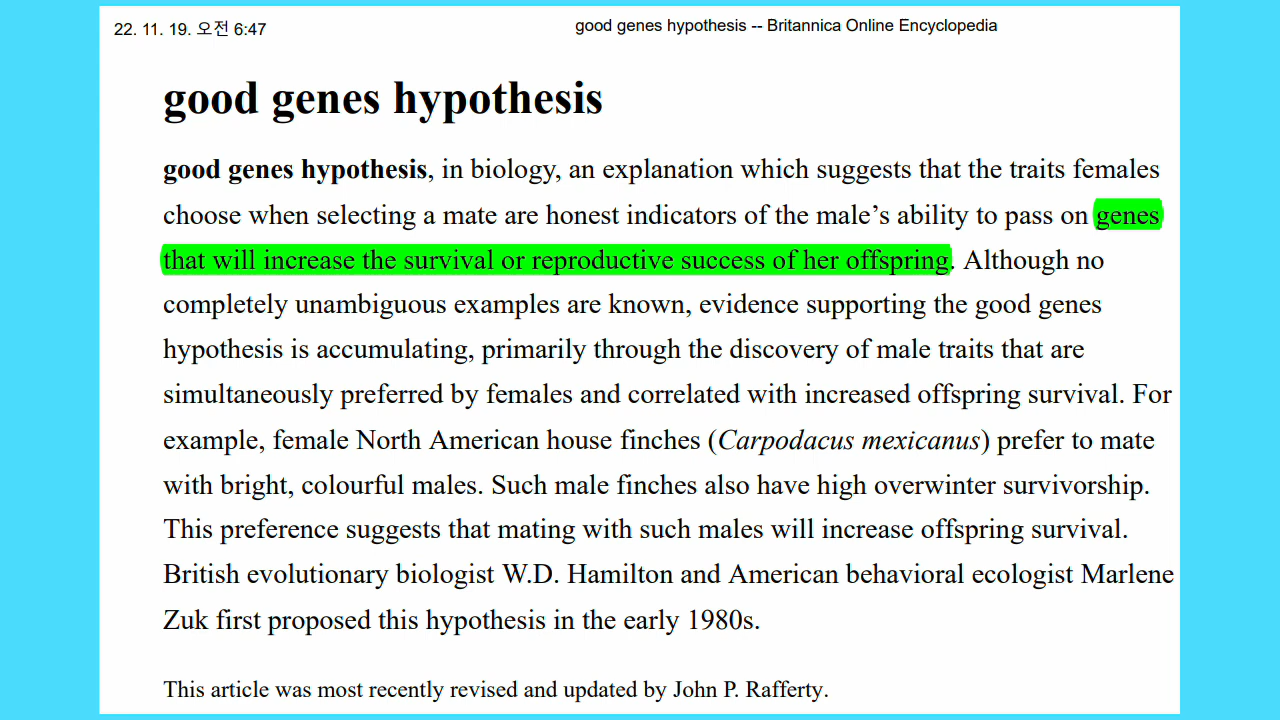 22. 11. 19. 오전 6:47
good genes hypothesis -- Britannica Online Encyclopedia
good genes hypothesis
good genes hypothesis, in biology, an explanation which suggests that the traits females
choose when selecting a mate are honest indicators of the male’s ability to pass on genes
that will increase the survival or reproductive success of her offspring. Although no
completely unambiguous examples are known, evidence supporting the good genes
hypothesis is accumulating, primarily through the discovery of male traits that are
simultaneously preferred by females and correlated with increased offspring survival. For
example, female North American house finches (Carpodacus mexicanus) prefer to mate
with bright, colourful males. Such male finches also have high overwinter survivorship.
This preference suggests that mating with such males will increase offspring survival.
British evolutionary biologist W.D. Hamilton and American behavioral ecologist Marlene
Zuk first proposed this hypothesis in the early 1980s.
This article was most recently revised and updated by John P. Rafferty.